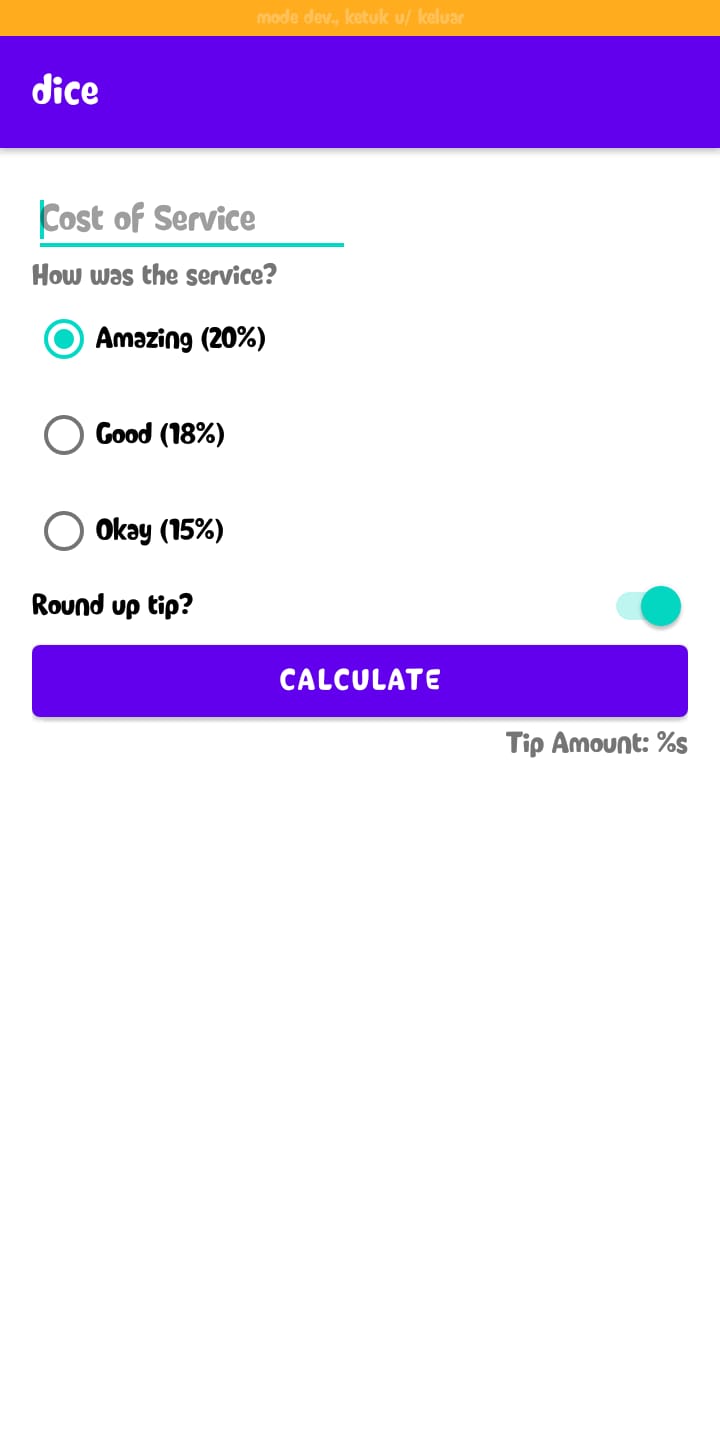 mode dev., ketuk u/ keluar
dice
Cost of Service
How was the service?
Amazing (20%)
Good (18%)
Okay (15%)
Round up tip?
CALCULATE
Tip Amount: %s